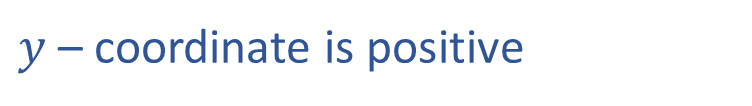 y – coordinate is positive